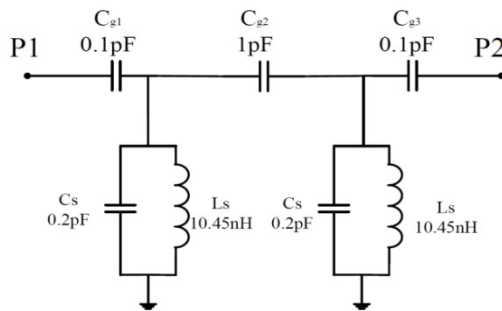 Cg1
0.1pF
Cg2
1pF
Cg3
0.1pF
P1
P2
Cs
0.2pF
Ls
10.45nH
Cs
0.2pF
Ls
10.45nH